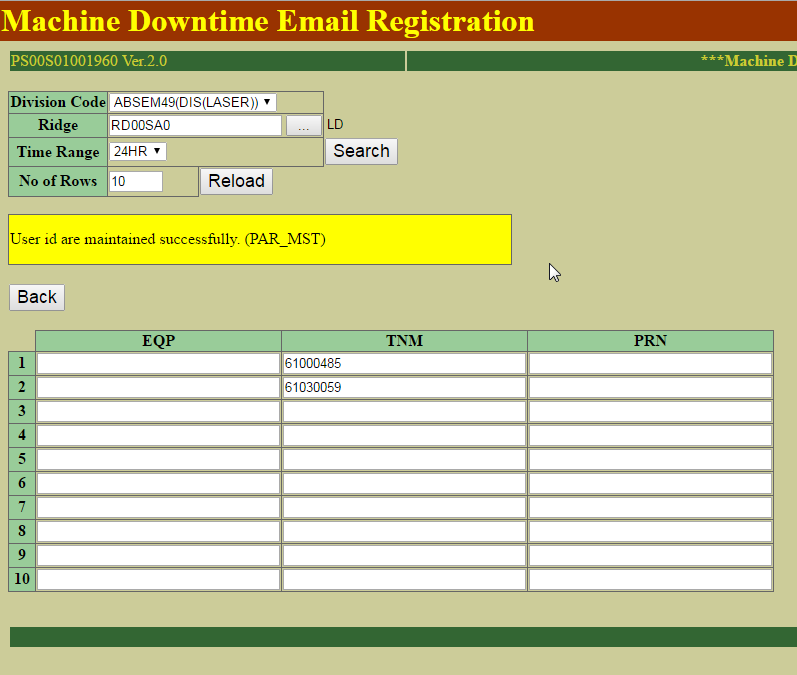 Machine Downtime Email Registration
PS00S01001960 Ver.2.0 ***Machine D
Division Code ABSEM49(DIS(LASER))
Ridge RD00SA0 ... LD
Time Range 24HR Search
No of Rows 10 Reload
User id are maintained successfully. (PAR_MST)
Back
EQP TNM PRN
1 61000485
2 61030059
3
4
5
6
7
8
9
10